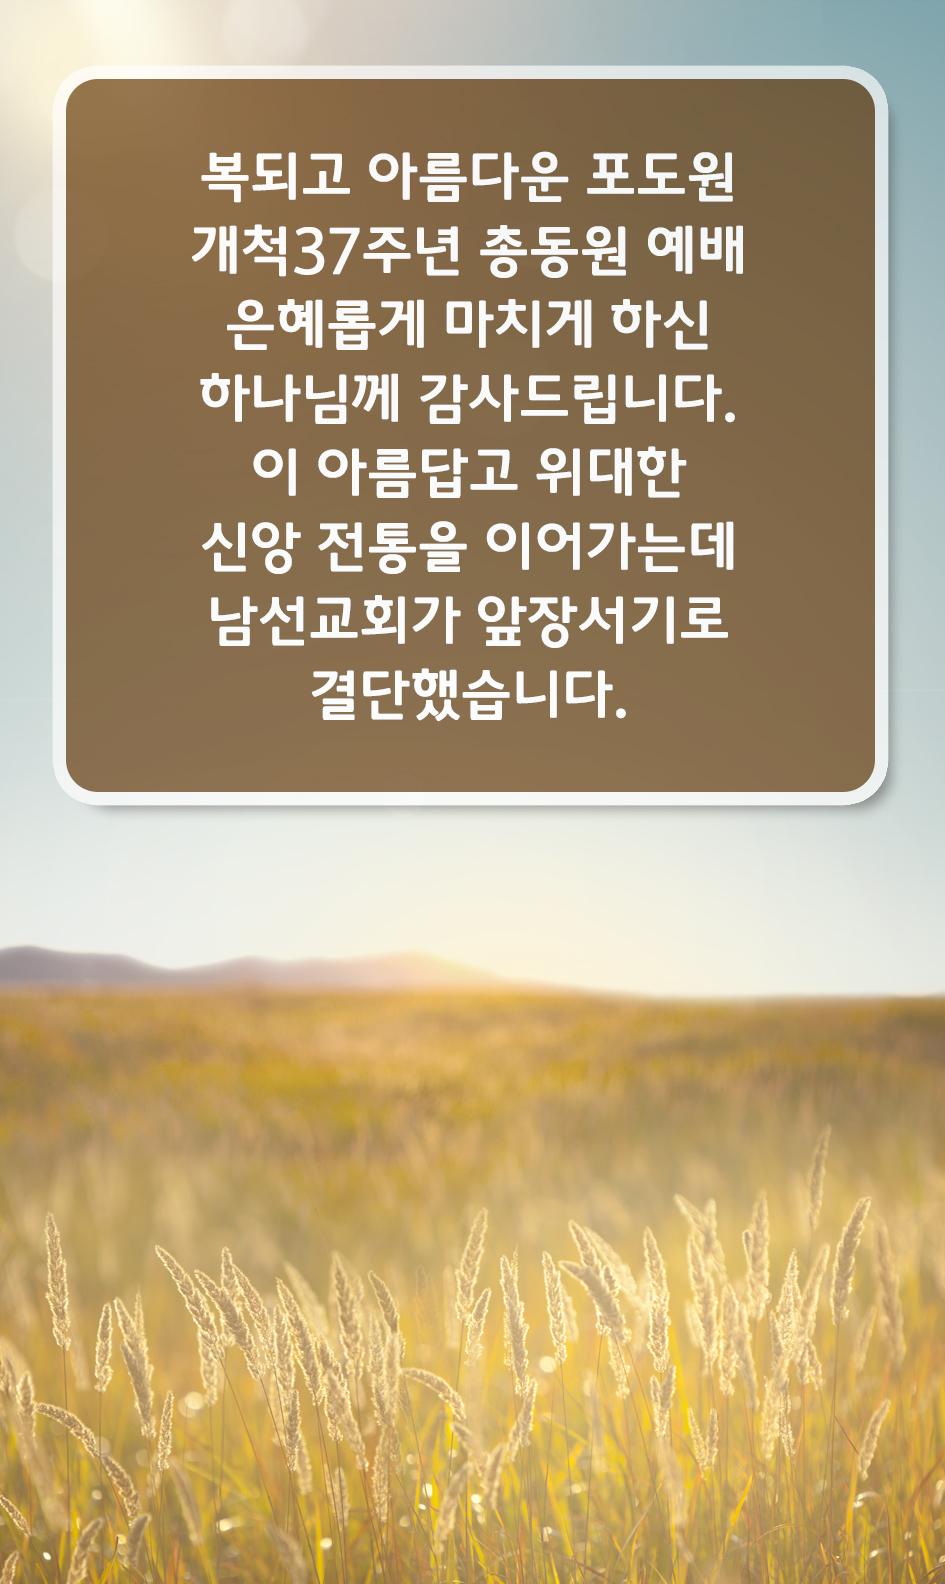 복되고 아름다운 포도원
개척37주년 총동원 예배
은혜롭게 마치게 하신
하나님께 감사드립니다.
이 아름답고 위대한
신앙 전통을 이어가는데
남선교회가 앞장서기로
결단했습니다.